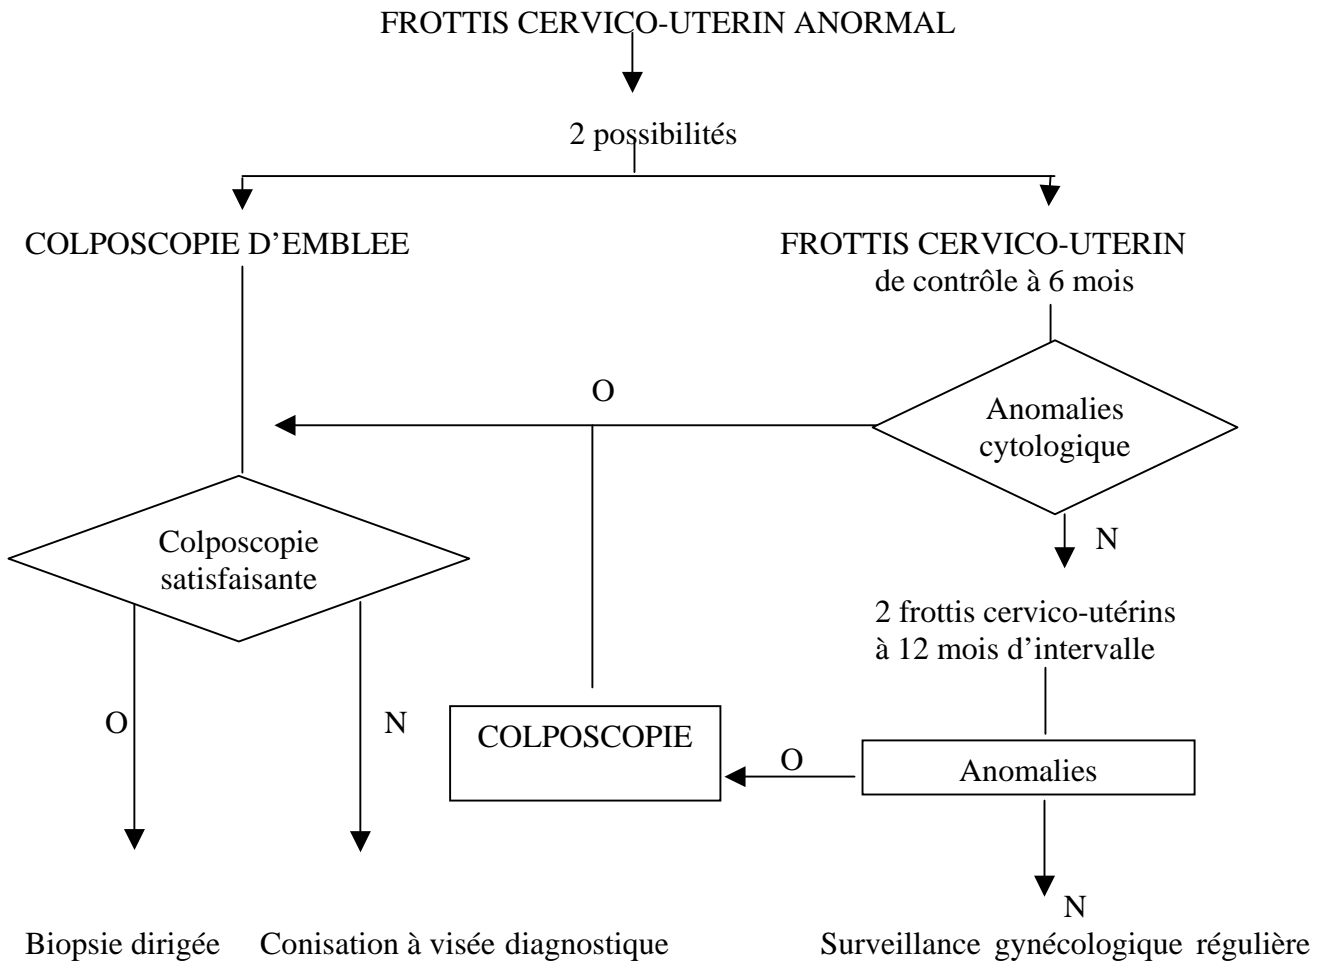 FROTTIS CERVICO-UTERIN ANORMAL
2 possibilités
COLPOSCOPIE D’EMBLEE
FROTTIS CERVICO-UTERIN
de contrôle à 6 mois
O
Anomalies
cytologique
Colposcopie
satisfaisante
N
2 frottis cervico-utérins
à 12 mois d’intervalle
O
N
COLPOSCOPIE
O
Anomalies
N
Biopsie dirigée
Conisation à visée diagnostique
Surveillance gynécologique régulière